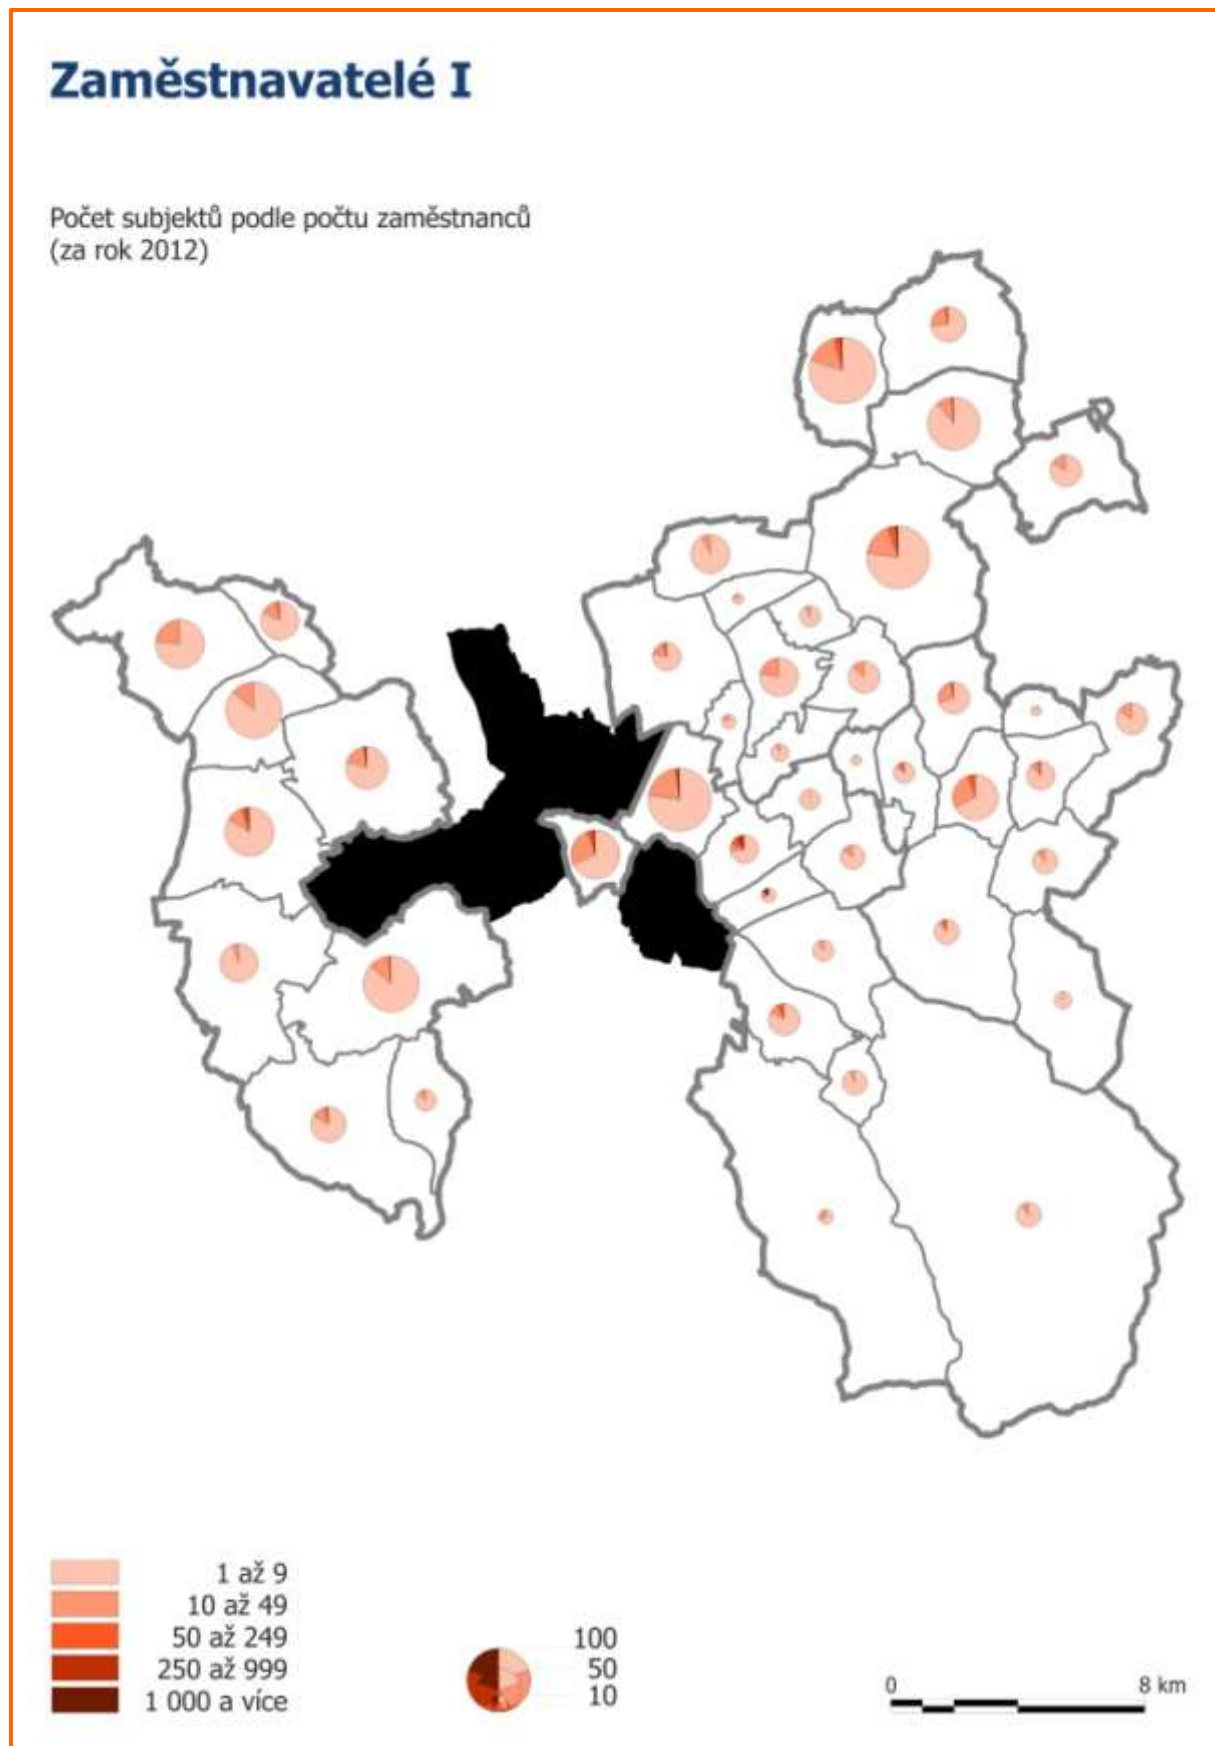 Zaměstnavatelé I
Počet subjektů podle počtu zaměstnanců
(za rok 2012)
1 až 9
10 až 49
50 až 249
250 až 999
1 000 a více
100
50
10
0
8 km